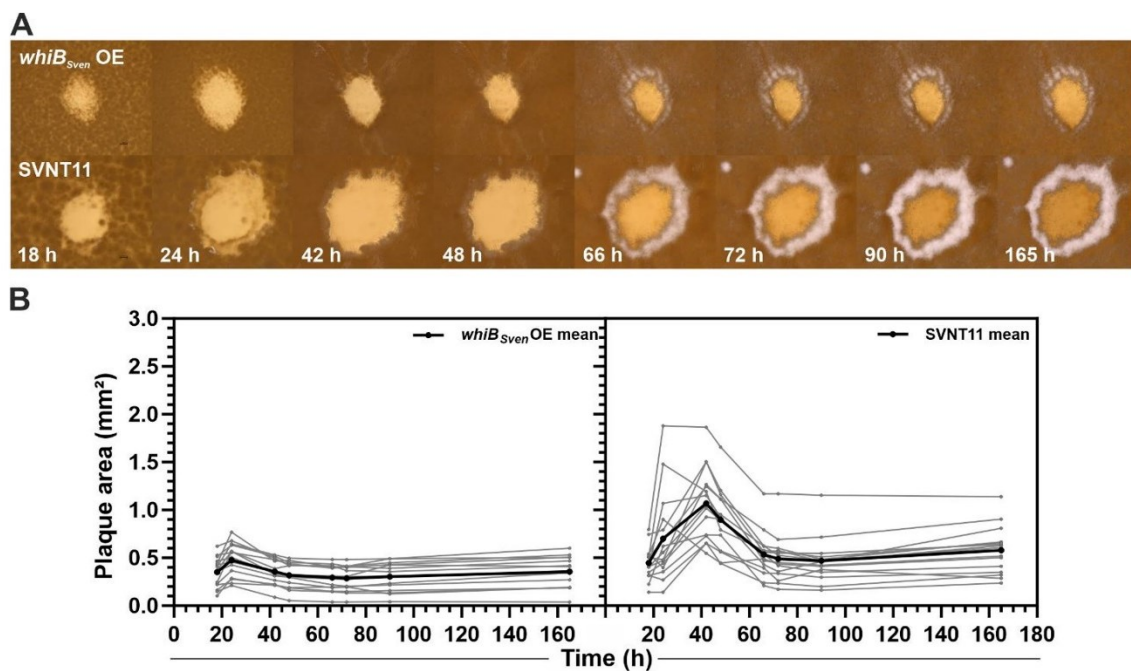 A
whiB Sven OE
SVNT11
18 h 24 h 42 h 48 h 66 h 72 h 90 h 165 h
B
whiB Sven OE mean
SVNT11 mean
Plaque area (mm²)
3.0
2.5
2.0
1.5
1.0
0.5
0.0
0 20 40 60 80 100 120 140 160 20 40 60 80 100 120 140 160 180
Time (h)